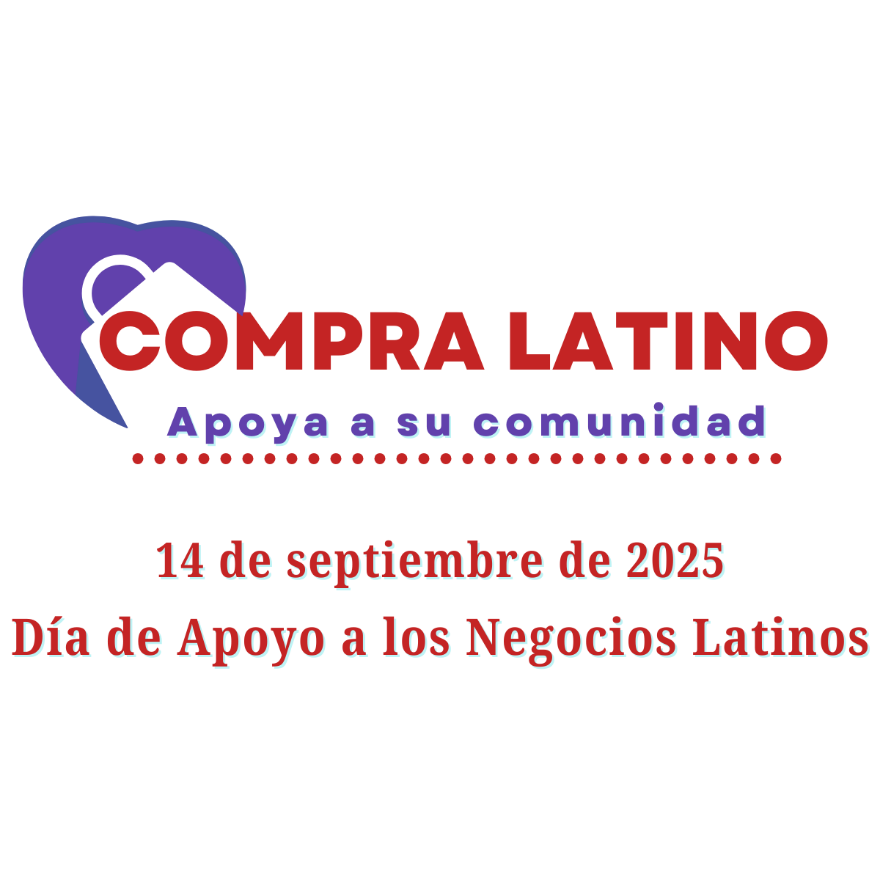 COMPRA LATINO
Apoya a su comunidad
14 de septiembre de 2025
Día de Apoyo a los Negocios Latinos